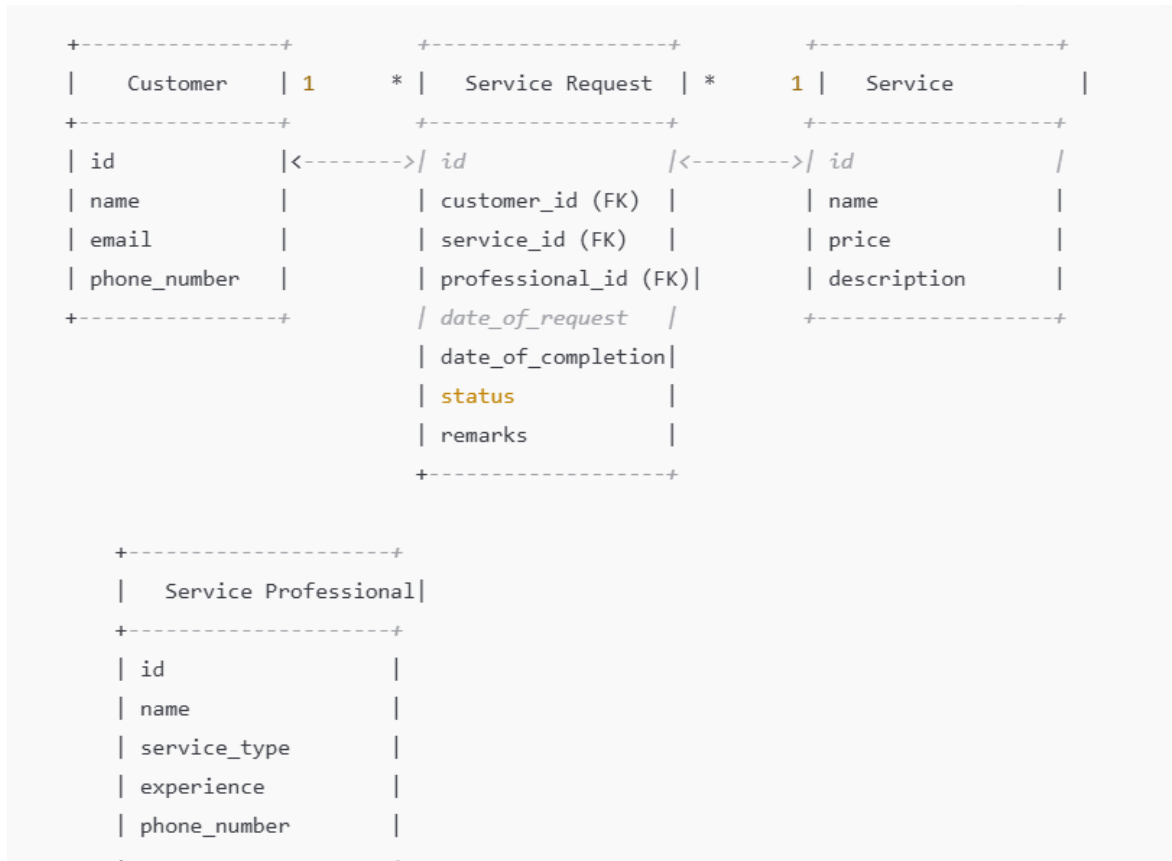 +----------------+          +--------------------+          +--------------------+
|    Customer    | 1      * |   Service Request  | *      1 |   Service            |
+----------------+          +--------------------+          +--------------------+
| id             |<-------->| id                 |<-------->| id                 |
| name           |          | customer_id (FK)   |          | name               |
| email          |          | service_id (FK)    |          | price              |
| phone_number   |          | professional_id (FK)|          | description        |
+----------------+          | date_of_request    |          +--------------------+
| date_of_completion|
| status             |
| remarks            |
+--------------------+
+----------------------+
|   Service Professional|
+----------------------+
| id                   |
| name                 |
| service_type         |
| experience           |
| phone_number         |